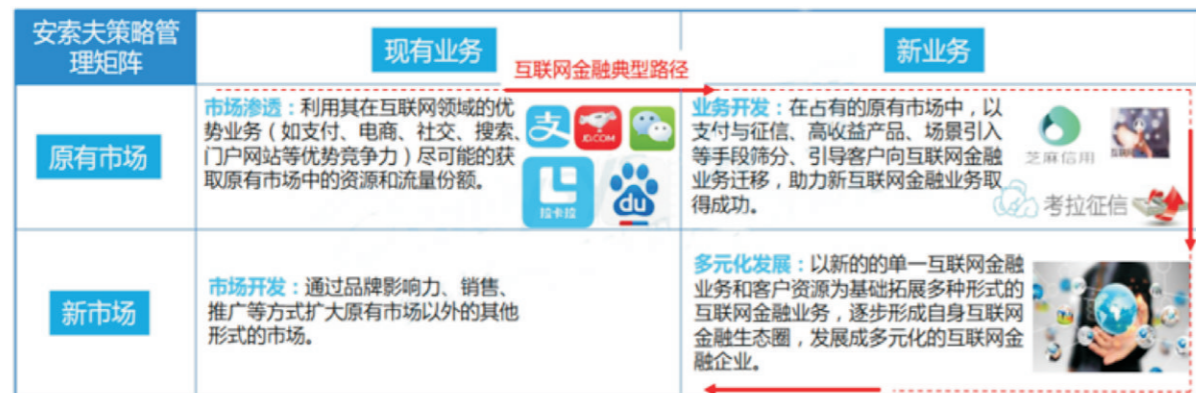 安索夫策略管
理矩阵
现有业务
新业务
互联网金融典型路径
原有市场
市场渗透：利用其在互联网领域的优
势业务（如支付、电商、社交、搜索、
门户网站等优势竞争力）尽可能的获
取原有市场中的资源和流量份额。
支
JD.COM
拉卡拉
du
业务开发：在占有的原有市场中，以
支付与征信、高收益产品、场景引入
等手段筛分、引导客户向互联网金融
业务迁移，助力新互联网金融业务取
得成功。
芝麻信用
考拉征信
新市场
市场开发：通过品牌影响力、销售、
推广等方式扩大原有市场以外的其他
形式的市场。
多元化发展：以新的的单一互联网金融
业务和客户资源为基础拓展多种形式的
互联网金融业务，逐步形成自身互联网
金融生态圈，发展成多元化的互联网金
融企业。